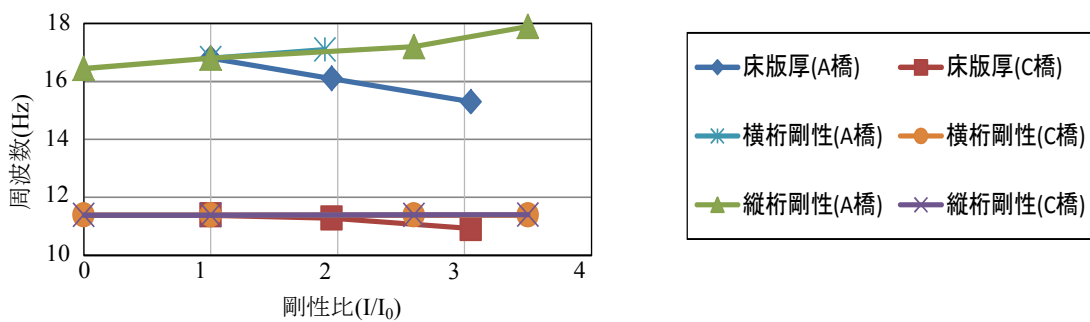 18
16
14
12
10
周波数(Hz)
0 1 2 3 4
剛性比(I/I0)
床版厚(A橋) 床版厚(C橋)
横桁剛性(A橋) 横桁剛性(C橋)
縦桁剛性(A橋) 縦桁剛性(C橋)